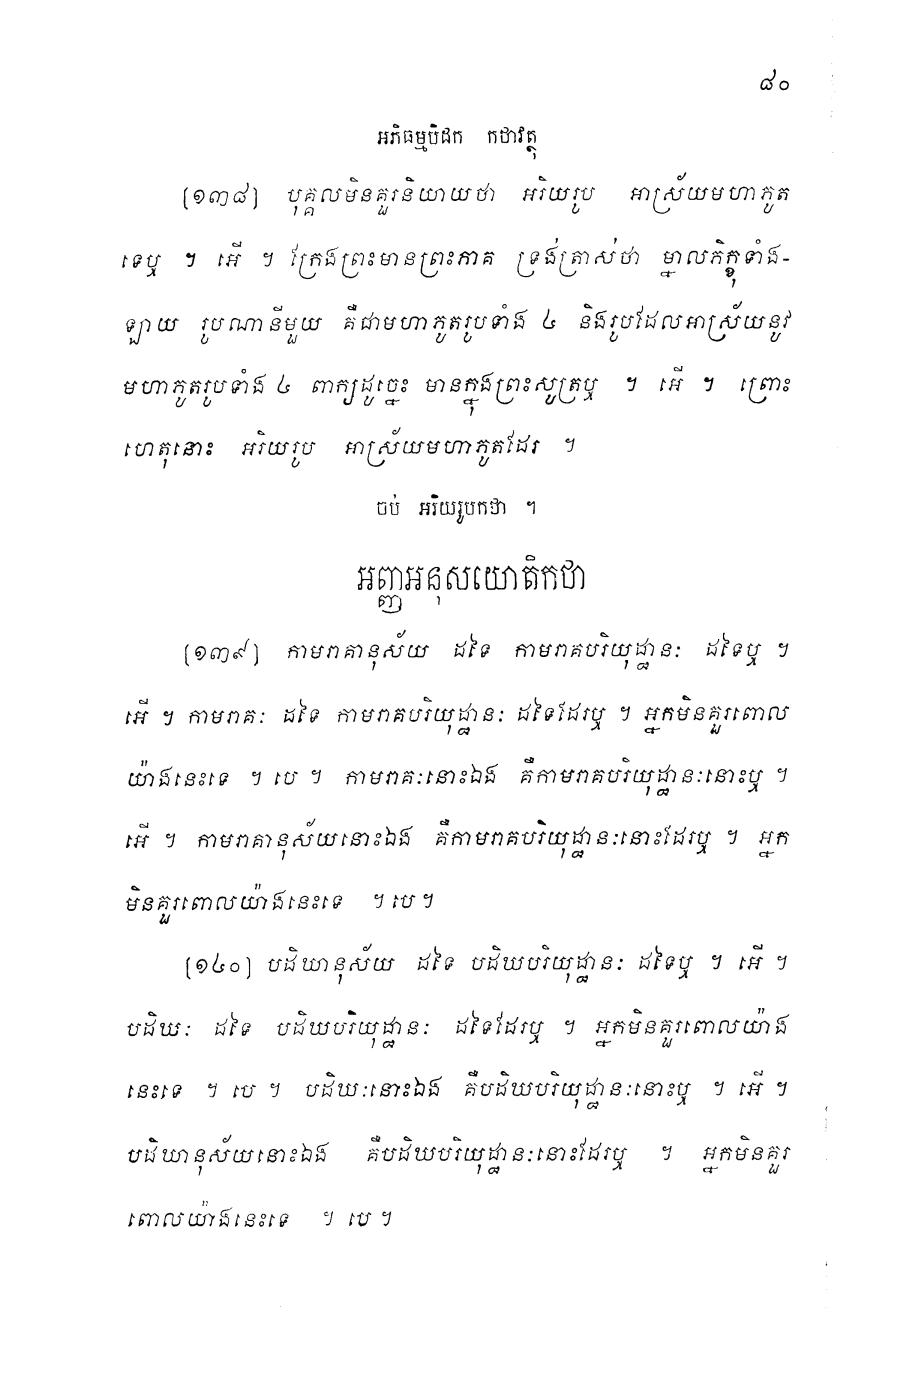 ៨០
អភិធម្មបិដក កថាវត្ថុ
[១៣៨] បុគ្គលមិនគួរនិយាយថា អរិយរូប អាស្រ័យមហាភូត
ទេឬ ។ អើ ។ ក្រែងព្រះមានព្រះភាគ ទ្រង់ត្រាស់ថា ម្នាលភិក្ខុទាំង-
ឡាយ រូបណានីមួយ គឺជាមហាភូតរូបទាំង ៤ និងរូបដែលអាស្រ័យនូវ
មហាភូតរូបទាំង ៤ ពាក្យដូច្នេះ មានក្នុងព្រះសូត្រឬ ។ អើ ។ ព្រោះ
ហេតុនោះ អរិយរូប អាស្រ័យមហាភូតដែរ ។
ចប់ អរិយរូបកថា ។
អញ្ញអនុសយោតិកថា
[១៣៩] កាមរាគានុស័យ ដទៃ កាមរាគបរិយុដ្ឋានៈ ដទៃឬ ។
អើ ។ កាមរាគៈ ដទៃ កាមរាគបរិយុដ្ឋានៈ ដទៃដែរឬ ។ អ្នកមិនគួរពោល
យ៉ាងនេះទេ ។ បេ ។ កាមរាគៈនោះឯង គឺកាមរាគបរិយុដ្ឋានៈនោះឬ ។
អើ ។ កាមរាគានុស័យនោះឯង គឺកាមរាគបរិយុដ្ឋានៈនោះដែរឬ ។ អ្នក
មិនគួរពោលយ៉ាងនេះទេ ។ បេ ។
[១៤០] បដិឃានុស័យ ដទៃ បដិឃបរិយុដ្ឋានៈ ដទៃឬ ។ អើ ។
បដិឃៈ ដទៃ បដិឃបរិយុដ្ឋានៈ ដទៃដែរឬ ។ អ្នកមិនគួរពោលយ៉ាង
នេះទេ ។ បេ ។ បដិឃៈនោះឯង គឺបដិឃបរិយុដ្ឋានៈនោះឬ ។ អើ ។
បដិឃានុស័យនោះឯង គឺបដិឃបរិយុដ្ឋានៈនោះដែរឬ ។ អ្នកមិនគួរ
ពោលយ៉ាងនេះទេ ។ បេ ។